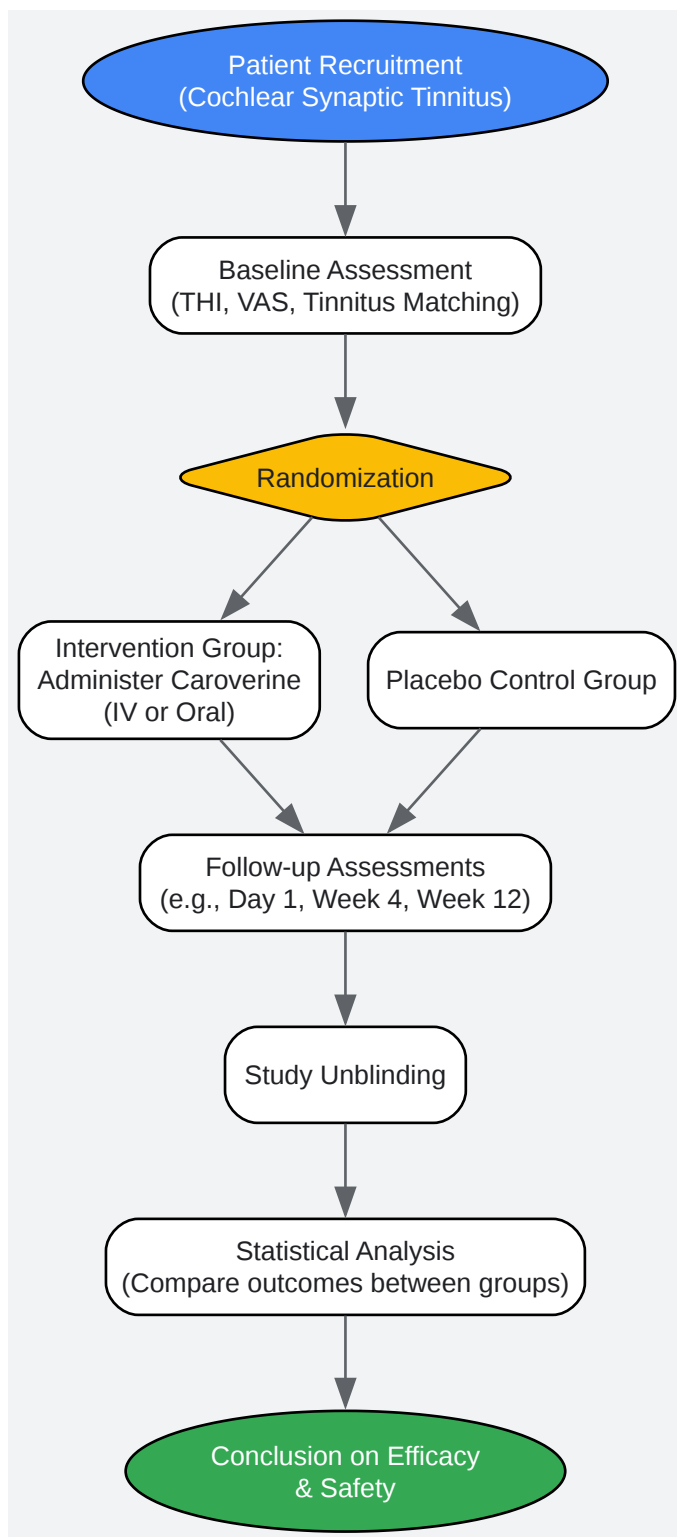 Patient Recruitment
(Cochlear Synaptic Tinnitus)
Baseline Assessment
(THI, VAS, Tinnitus Matching)
Randomization
Intervention Group:
Administer Caroverine
(IV or Oral)
Placebo Control Group
Follow-up Assessments
(e.g., Day 1, Week 4, Week 12)
Study Unblinding
Statistical Analysis
(Compare outcomes between groups)
Conclusion on Efficacy
& Safety